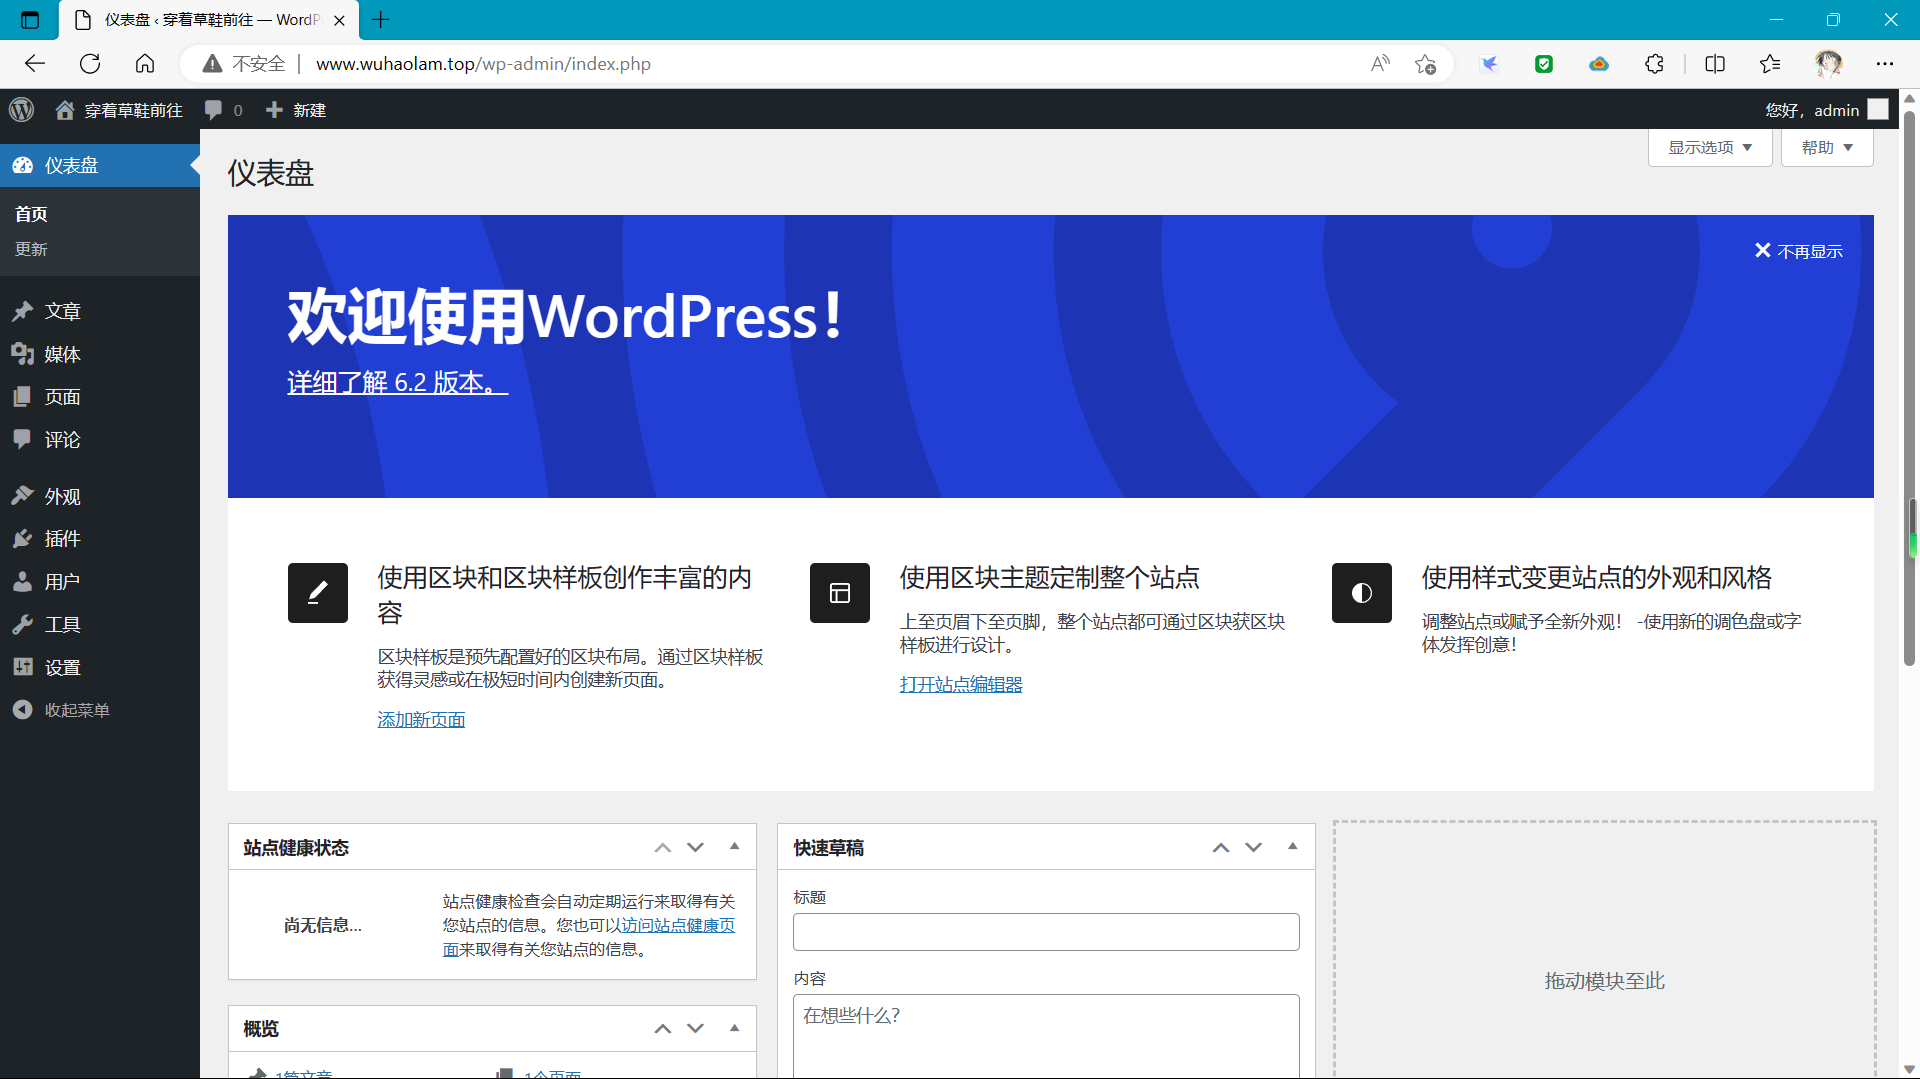 仪表盘 ‹ 穿着草鞋前往 — WordP
不安全
www.wuhaolam.top/wp-admin/index.php
穿着草鞋前往
0
新建
您好，admin
仪表盘
首页
更新
文章
媒体
页面
评论
外观
插件
用户
工具
设置
收起菜单
显示选项
帮助
仪表盘
不再显示
欢迎使用WordPress！
详细了解 6.2 版本。
使用区块和区块样板创作丰富的内
容
区块样板是预先配置好的区块布局。通过区块样板
获得灵感或在极短时间内创建新页面。
添加新页面
使用区块主题定制整个站点
上至页眉下至页脚，整个站点都可通过区块获区块
样板进行设计。
打开站点编辑器
使用样式变更站点的外观和风格
调整站点或赋予全新外观！ -使用新的调色盘或字
体发挥创意！
站点健康状态
尚无信息…
站点健康检查会自动定期运行来取得有关
您站点的信息。您也可以访问站点健康页
面来取得有关您站点的信息。
概览
1篇文章
1个页面
快速草稿
标题
内容
在想些什么？
拖动模块至此